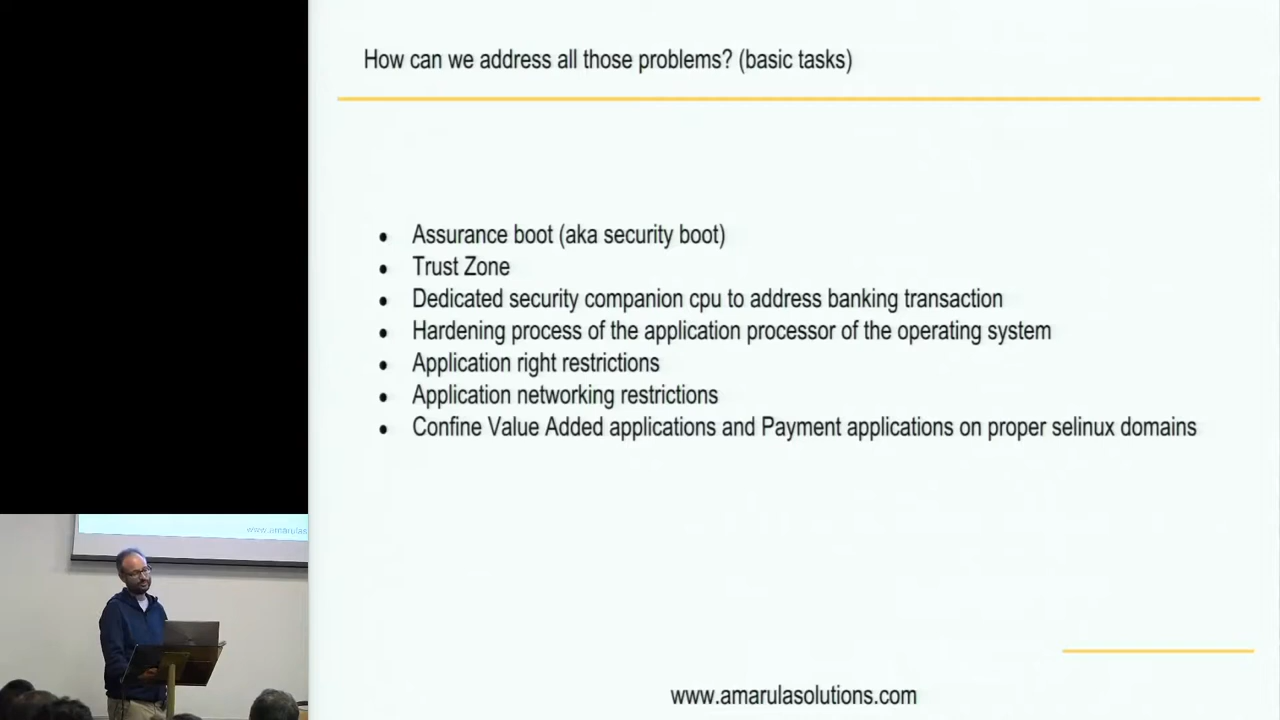 How can we address all those problems? (basic tasks)
• Assurance boot (aka security boot)
• Trust Zone
• Dedicated security companion cpu to address banking transaction
• Hardening process of the application processor of the operating system
• Application right restrictions
• Application networking restrictions
• Confine Value Added applications and Payment applications on proper selinux domains
www.amarulas
www.amarulasolutions.com